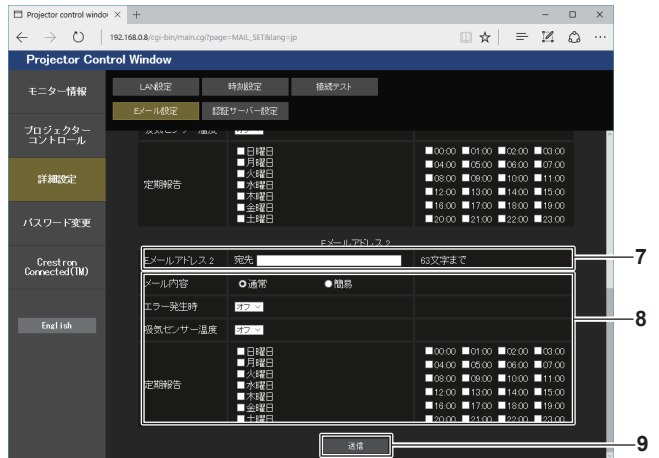 Projector control windov
192.168.0.8/cgi-bin/main.cgi?page=MAIL_SET&lang=jp
Projector Control Window
モニター情報
プロジェクター
コントロール
詳細設定
パスワード変更
Crestron
Connected(TM)
English
LAN設定 時刻設定 接続テスト
Eメール設定 認証サーバー設定
吸気センサー温度 オフ
定期報告
日曜日
月曜日
火曜日
水曜日
木曜日
金曜日
土曜日
00:00 01:00 02:00 03:00
04:00 05:00 06:00 07:00
08:00 09:00 10:00 11:00
12:00 13:00 14:00 15:00
16:00 17:00 18:00 19:00
20:00 21:00 22:00 23:00
Eメールアドレス 2
Eメールアドレス 2 宛先 63文字まで
7
メール内容 通常 簡易
エラー発生時 オフ
8
吸気センサー温度 オフ
定期報告
日曜日
月曜日
火曜日
水曜日
木曜日
金曜日
土曜日
00:00 01:00 02:00 03:00
04:00 05:00 06:00 07:00
08:00 09:00 10:00 11:00
12:00 13:00 14:00 15:00
16:00 17:00 18:00 19:00
20:00 21:00 22:00 23:00
送信
9